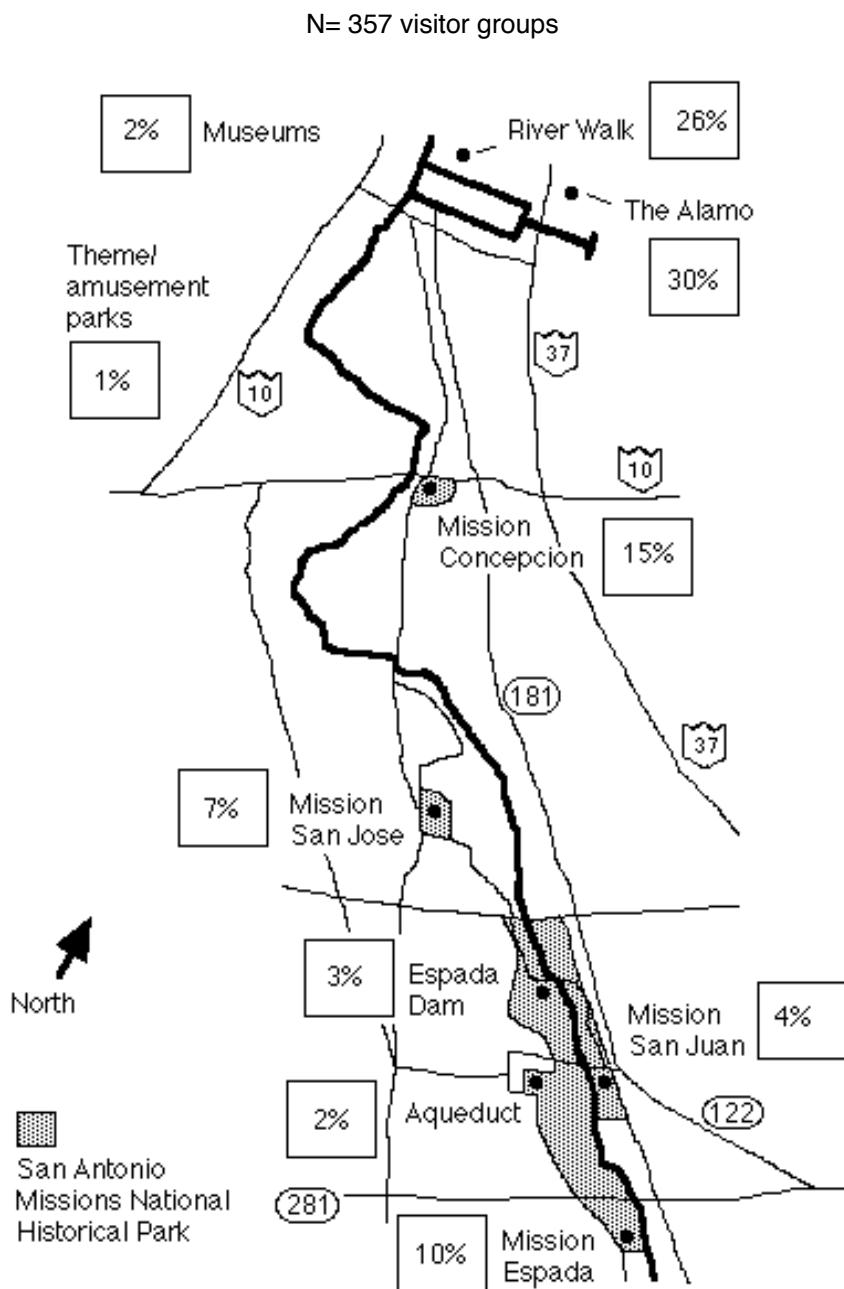 N= 357 visitor groups
2%
Museums
River Walk
26%
The Alamo
30%
Theme/
amusement
parks
1%
10
37
10
Mission
Concepcion
15%
181
37
7%
Mission
San Jose
North
3%
Espada
Dam
Mission
San Juan
4%
2%
Aqueduct
122
San Antonio
Missions National
Historical Park
281
10%
Mission
Espada